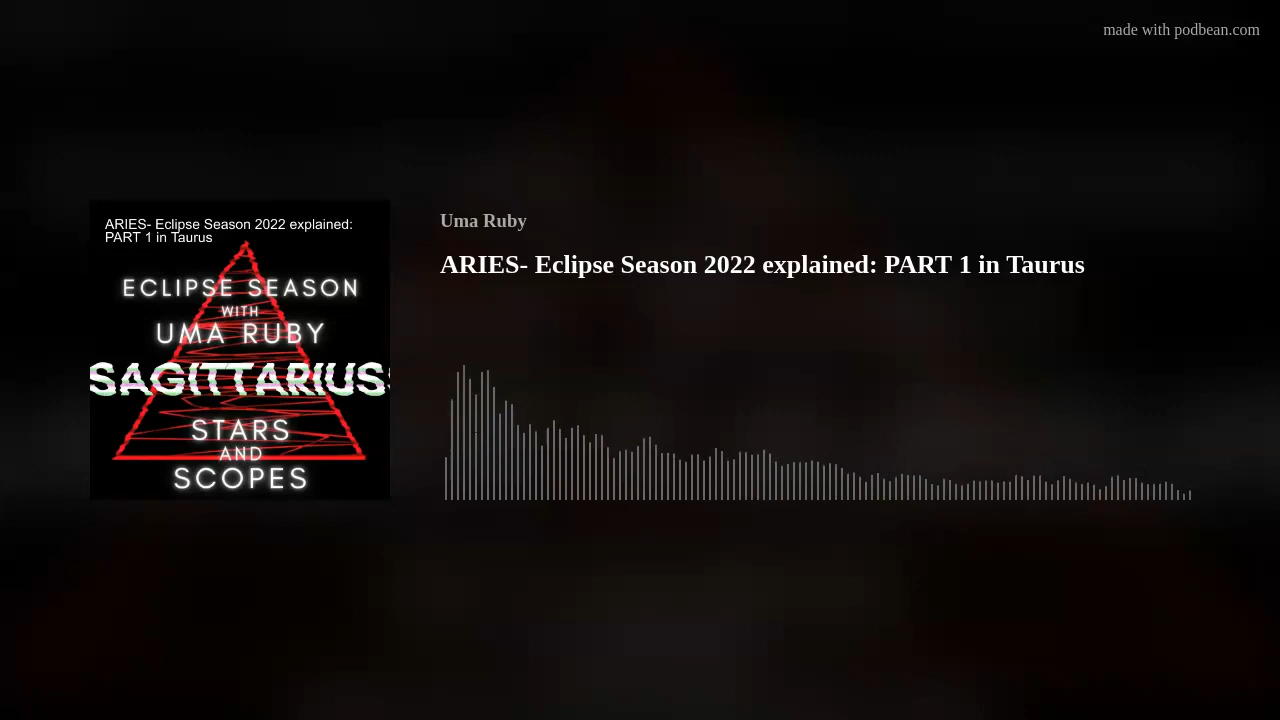 made with podbean.com
ARIES- Eclipse Season 2022 explained:
PART 1 in Taurus
ECLIPSE SEASON
WITH
UMA RUBY
SAGITTARIUS
STARS
AND
SCOPES
Uma Ruby
ARIES- Eclipse Season 2022 explained: PART 1 in Taurus